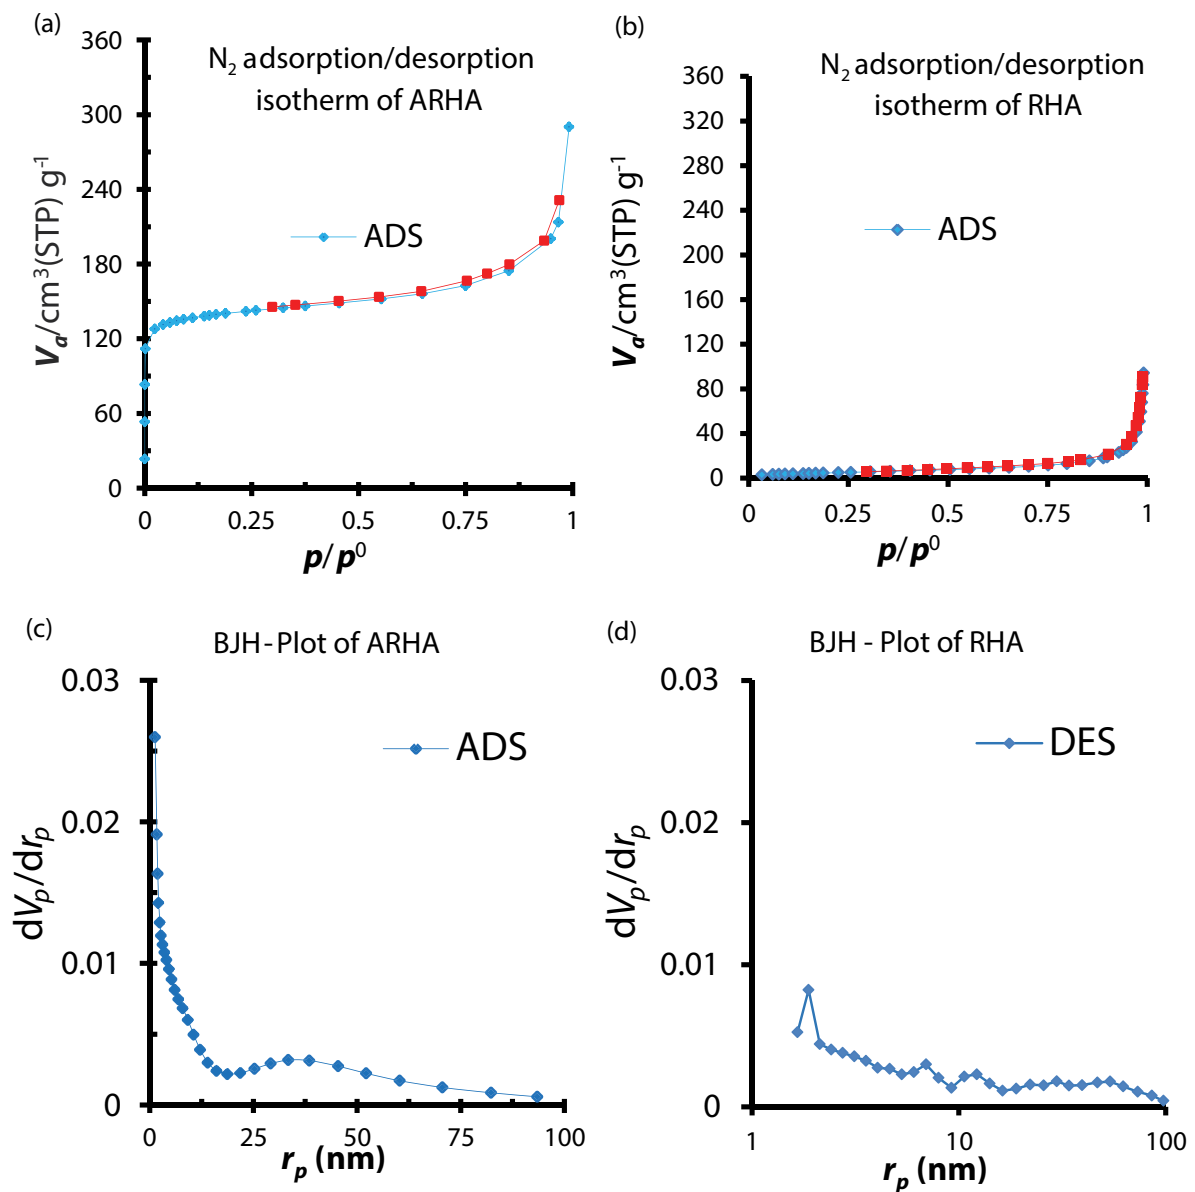 (a)
N₂ adsorption/desorption
isotherm of ARHA
ADS
Vₐ/cm³(STP) g⁻¹
360
300
240
180
120
60
0
0 0.25 0.5 0.75 1
p/p⁰
(b)
N₂ adsorption/desorption
isotherm of RHA
ADS
Vₐ/cm³(STP) g⁻¹
360
320
280
240
200
160
120
80
40
0
0 0.25 0.5 0.75 1
p/p⁰
(c)
BJH-Plot of ARHA
ADS
dVₚ/drₚ
0.03
0.02
0.01
0
0 25 50 75 100
rₚ (nm)
(d)
BJH - Plot of RHA
DES
dVₚ/drₚ
0.03
0.02
0.01
0
1 10 100
rₚ (nm)